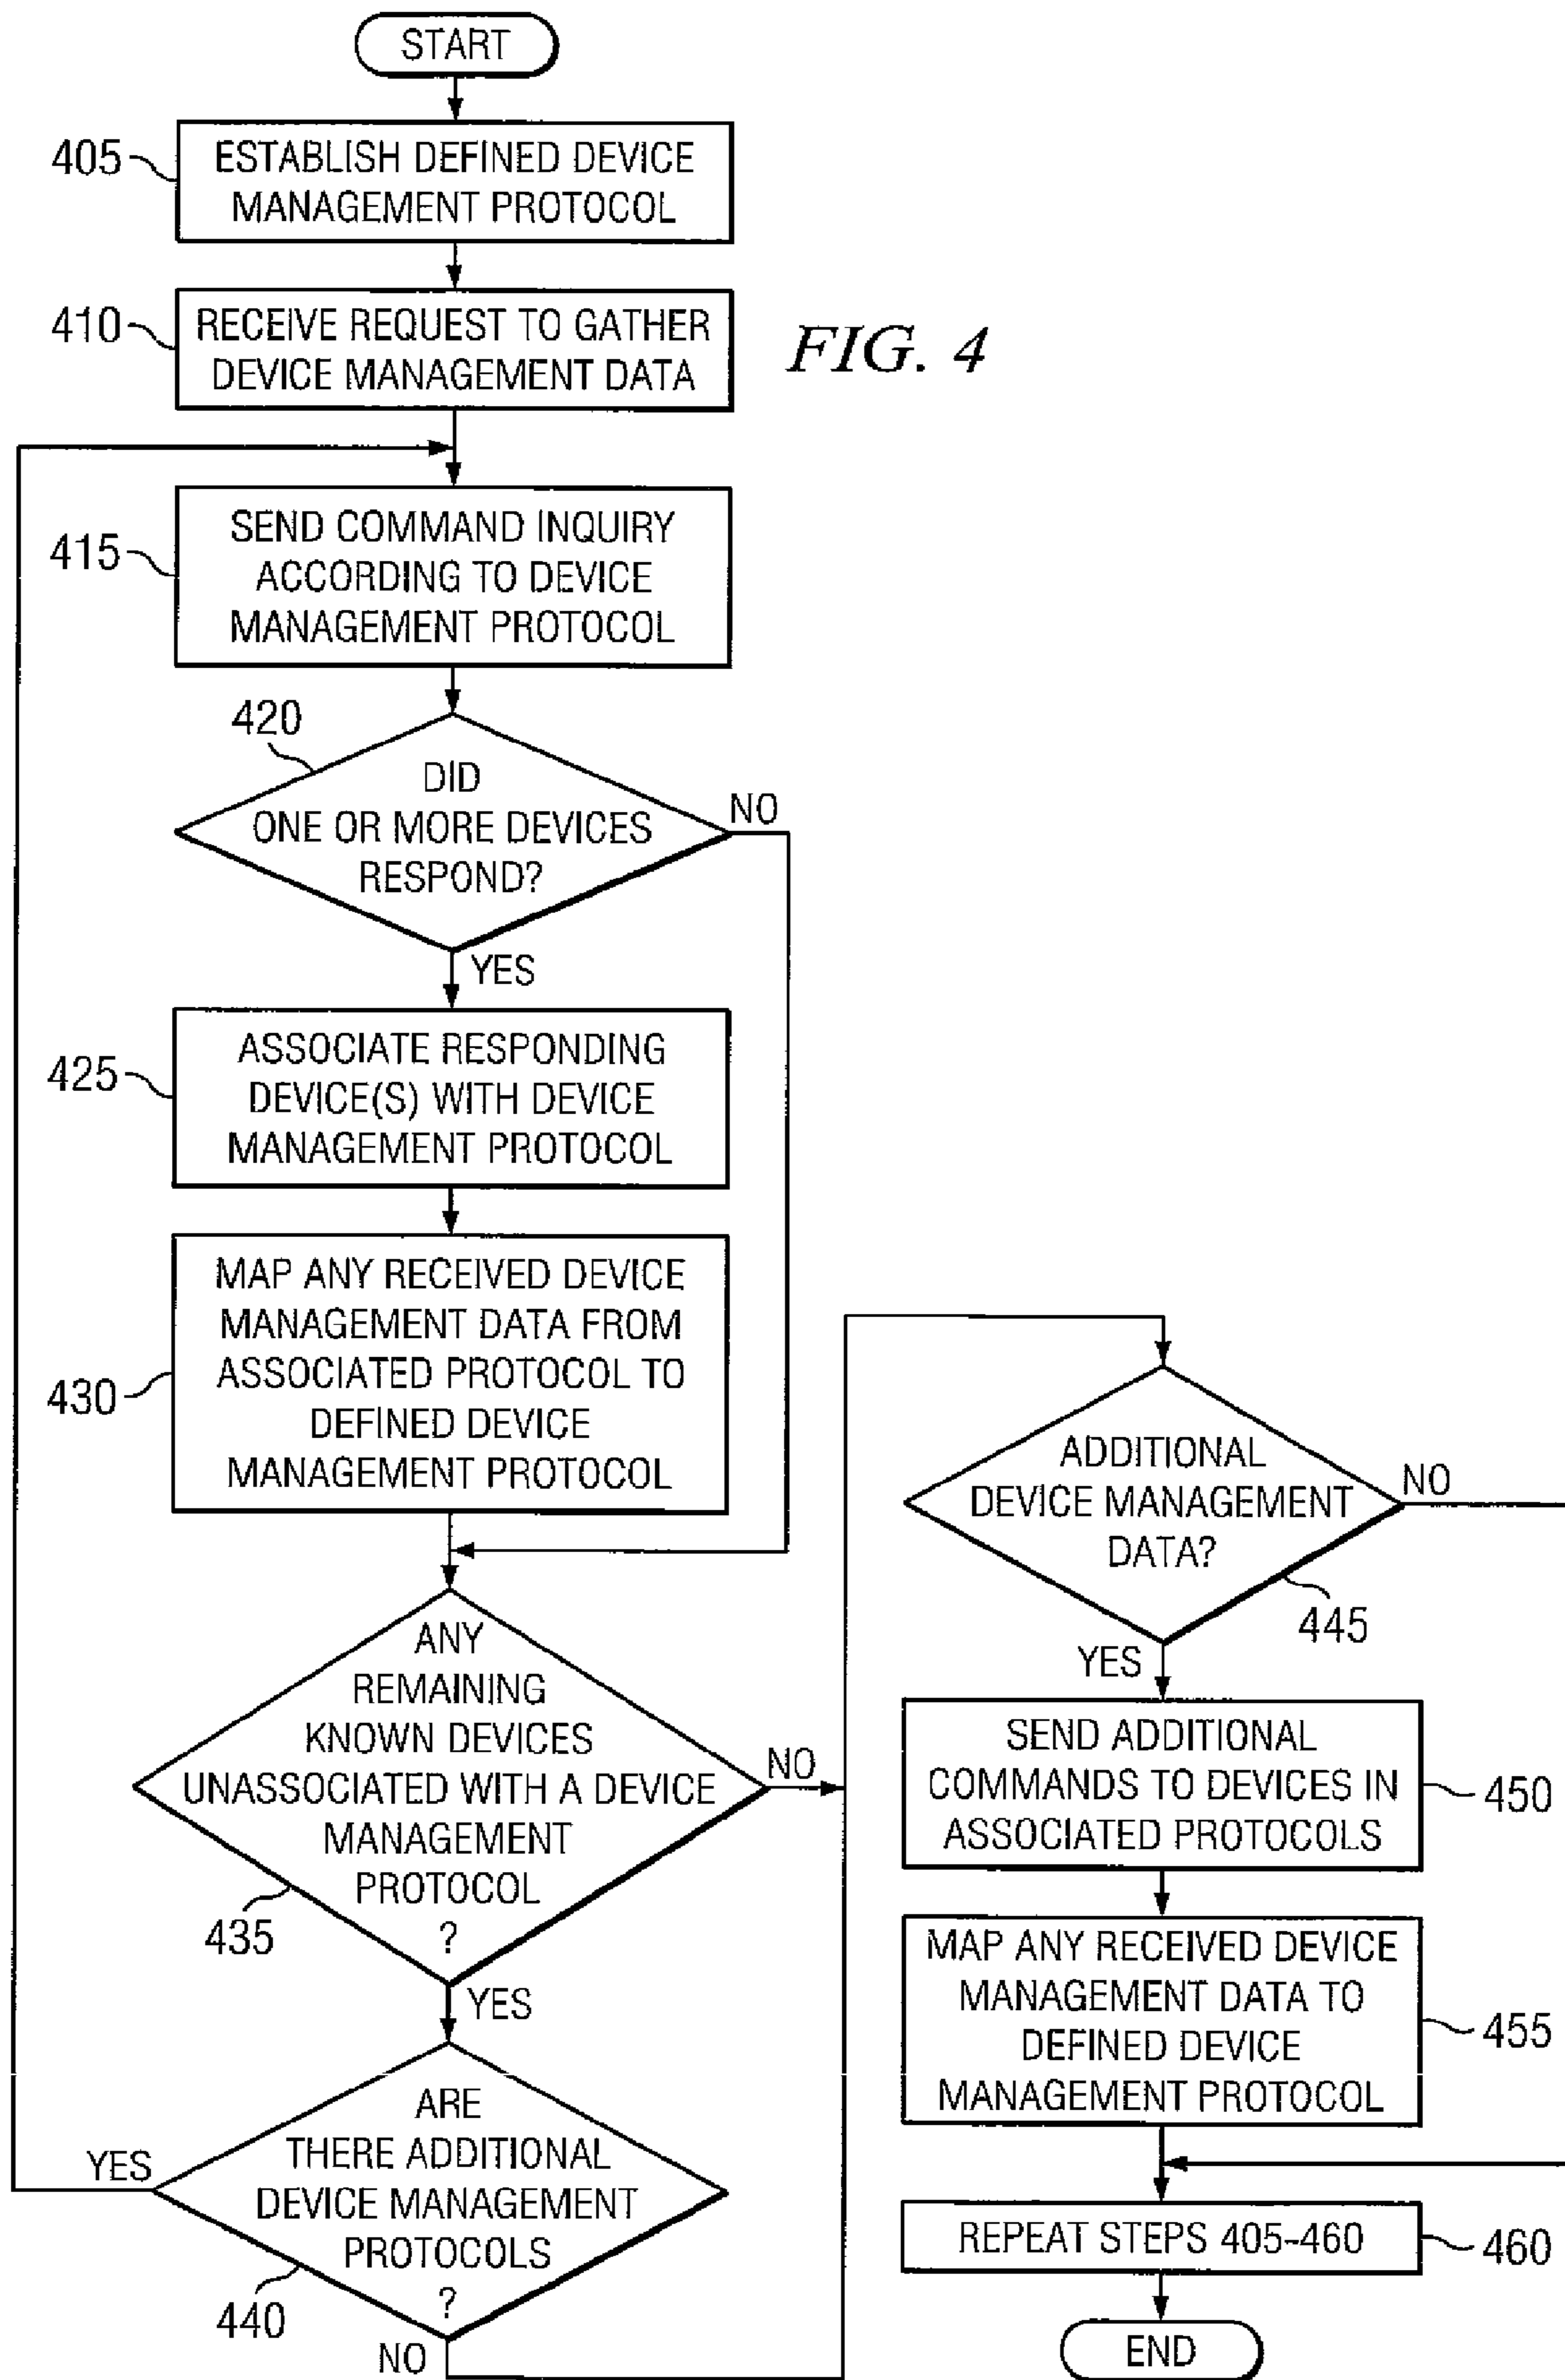 START
405
ESTABLISH DEFINED DEVICE
MANAGEMENT PROTOCOL
410
RECEIVE REQUEST TO GATHER
DEVICE MANAGEMENT DATA
FIG. 4
415
SEND COMMAND INQUIRY
ACCORDING TO DEVICE
MANAGEMENT PROTOCOL
420
DID
ONE OR MORE DEVICES
RESPOND?
NO
YES
425
ASSOCIATE RESPONDING
DEVICE(S) WITH DEVICE
MANAGEMENT PROTOCOL
430
MAP ANY RECEIVED DEVICE
MANAGEMENT DATA FROM
ASSOCIATED PROTOCOL TO
DEFINED DEVICE
MANAGEMENT PROTOCOL
ANY
REMAINING
KNOWN DEVICES
UNASSOCIATED WITH A DEVICE
MANAGEMENT
PROTOCOL
?
435
NO
YES
ARE
THERE ADDITIONAL
DEVICE MANAGEMENT
PROTOCOLS
?
440
YES
NO
ADDITIONAL
DEVICE MANAGEMENT
DATA?
445
NO
YES
SEND ADDITIONAL
COMMANDS TO DEVICES IN
ASSOCIATED PROTOCOLS
450
MAP ANY RECEIVED DEVICE
MANAGEMENT DATA TO
DEFINED DEVICE
MANAGEMENT PROTOCOL
455
REPEAT STEPS 405-460
460
END